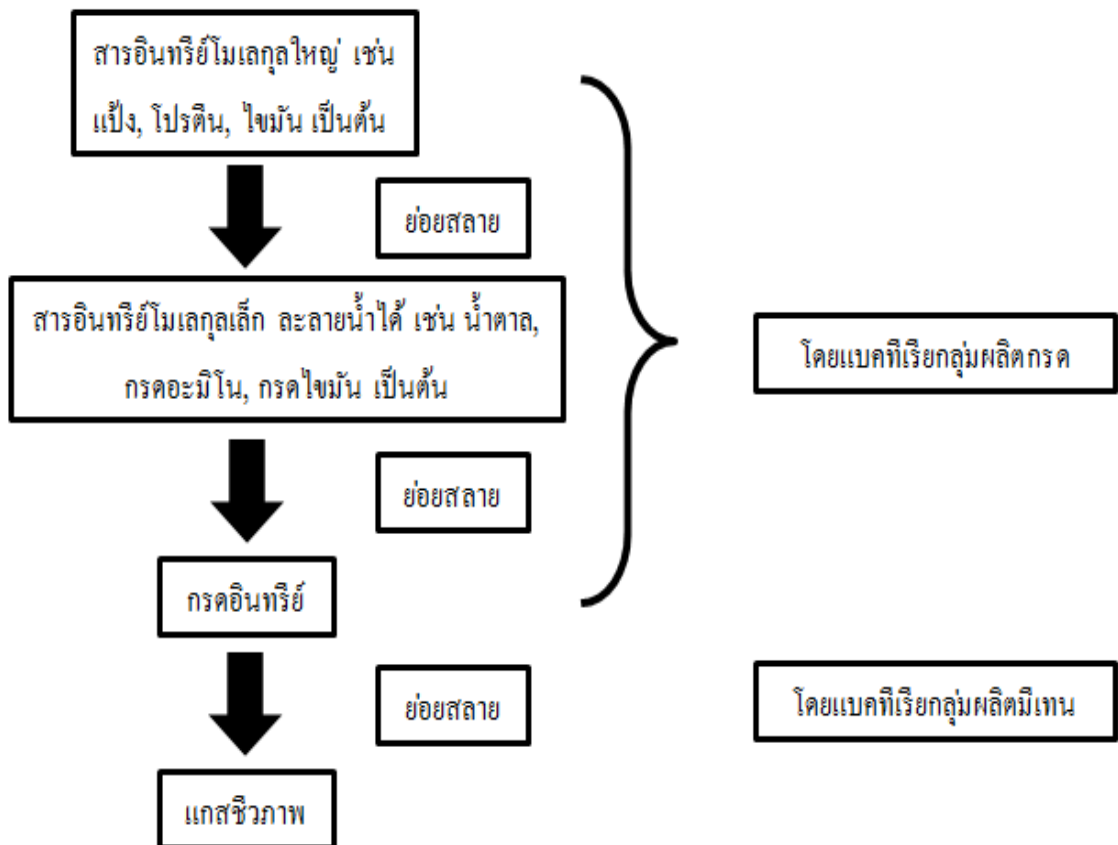 สารอินทรีย์โมเลกุลใหญ่ เช่น
แป้ง, โปรตีน, ไขมัน เป็นต้น
ย่อยสลาย
สารอินทรีย์โมเลกุลเล็ก ละลายน้ำได้ เช่น น้ำตาล,
กรดอะมิโน, กรดไขมัน เป็นต้น
โดยแบคทีเรียกลุ่มผลิตกรด
ย่อยสลาย
กรดอินทรีย์
ย่อยสลาย
โดยแบคทีเรียกลุ่มผลิตมีเทน
แกสชีวภาพ